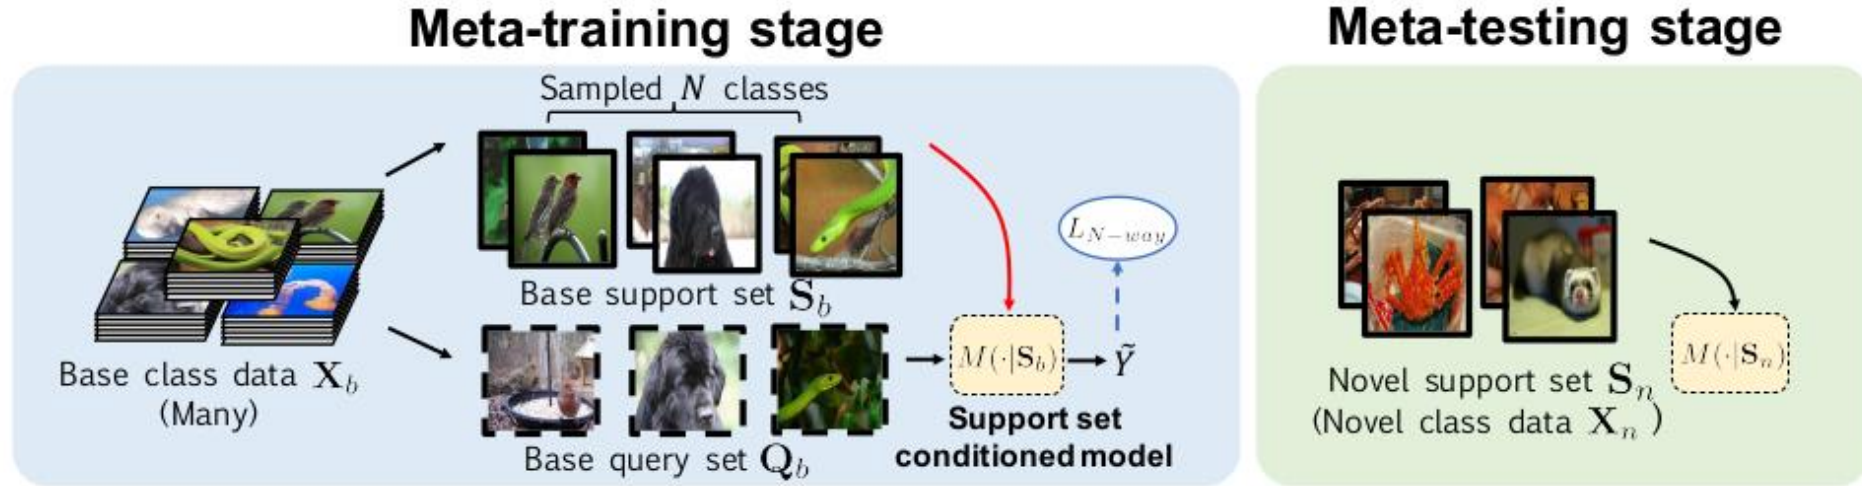 Meta-training stage
Sampled N classes
Base support set S_b
Base class data X_b
(Many)
Base query set Q_b
L_{N-way}
M(·|S_b)
Ỹ
Support set
conditioned model
Meta-testing stage
Novel support set S_n
(Novel class data X_n )
M(·|S_n)